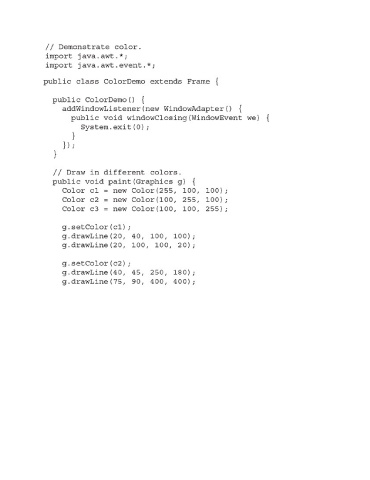 // Demonstrate color.
import java.awt.*;
import java.awt.event.*;
public class ColorDemo extends Frame {
public ColorDemo() {
addWindowListener(new WindowAdapter() {
public void windowClosing(WindowEvent we) {
System.exit(0);
}
});
}
// Draw in different colors.
public void paint(Graphics g) {
Color c1 = new Color(255, 100, 100);
Color c2 = new Color(100, 255, 100);
Color c3 = new Color(100, 100, 255);
g.setColor(c1);
g.drawLine(20, 40, 100, 100);
g.drawLine(20, 100, 100, 20);
g.setColor(c2);
g.drawLine(40, 45, 250, 180);
g.drawLine(75, 90, 400, 400);